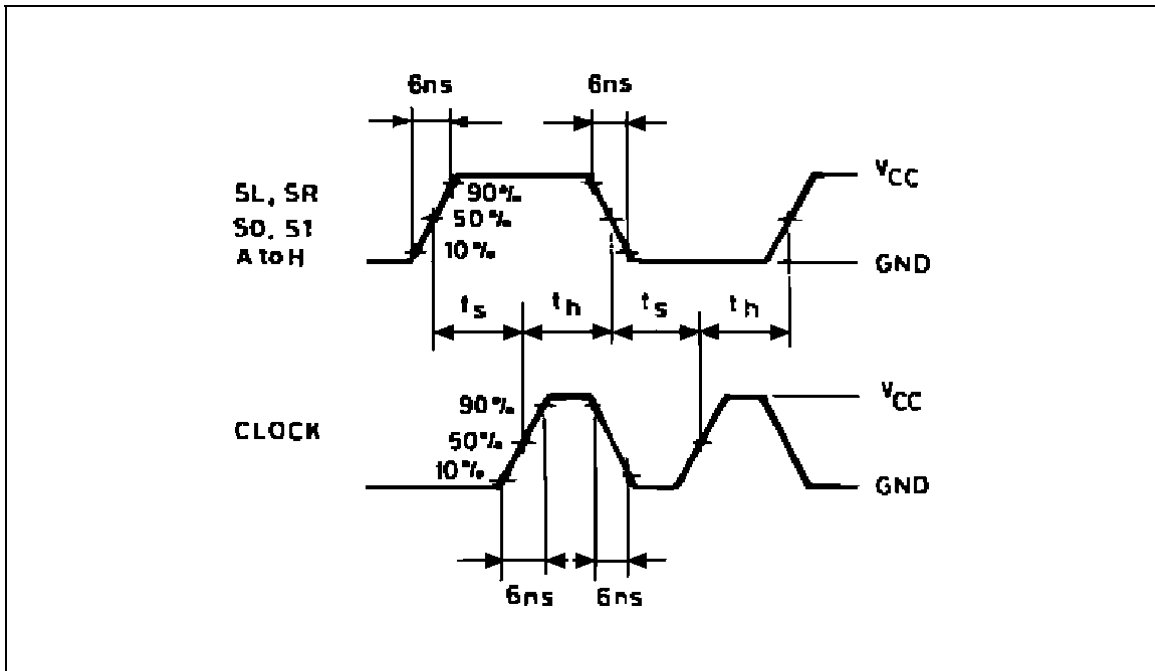 6ns 6ns
SL, SR
S0, S1
A to H
90%
50%
10%
VCC
GND
ts th ts th
CLOCK
90%
50%
10%
VCC
GND
6ns 6ns